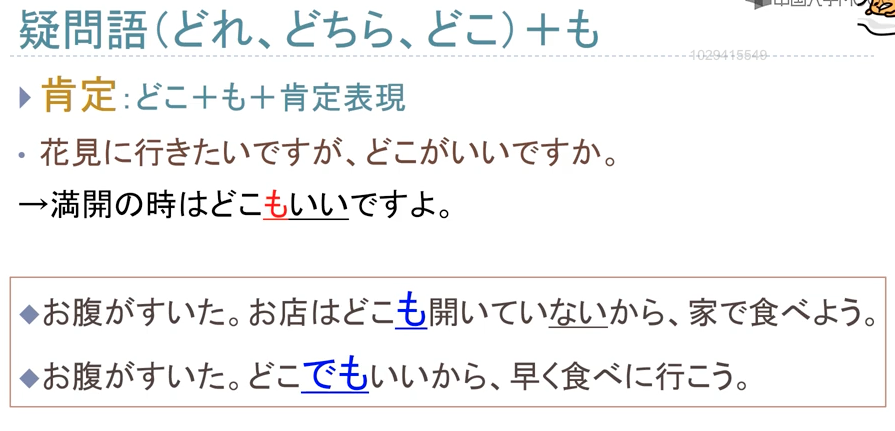 疑問語(どれ、どちら、どこ)＋も
1029415549
肯定:どこ＋も＋肯定表現
・花見に行きたいですが、どこがいいですか。
→満開の時はどこもいいですよ。
◆お腹がすいた。お店はどこも開いていないから、家で食べよう。
◆お腹がすいた。どこでもいいから、早く食べに行こう。